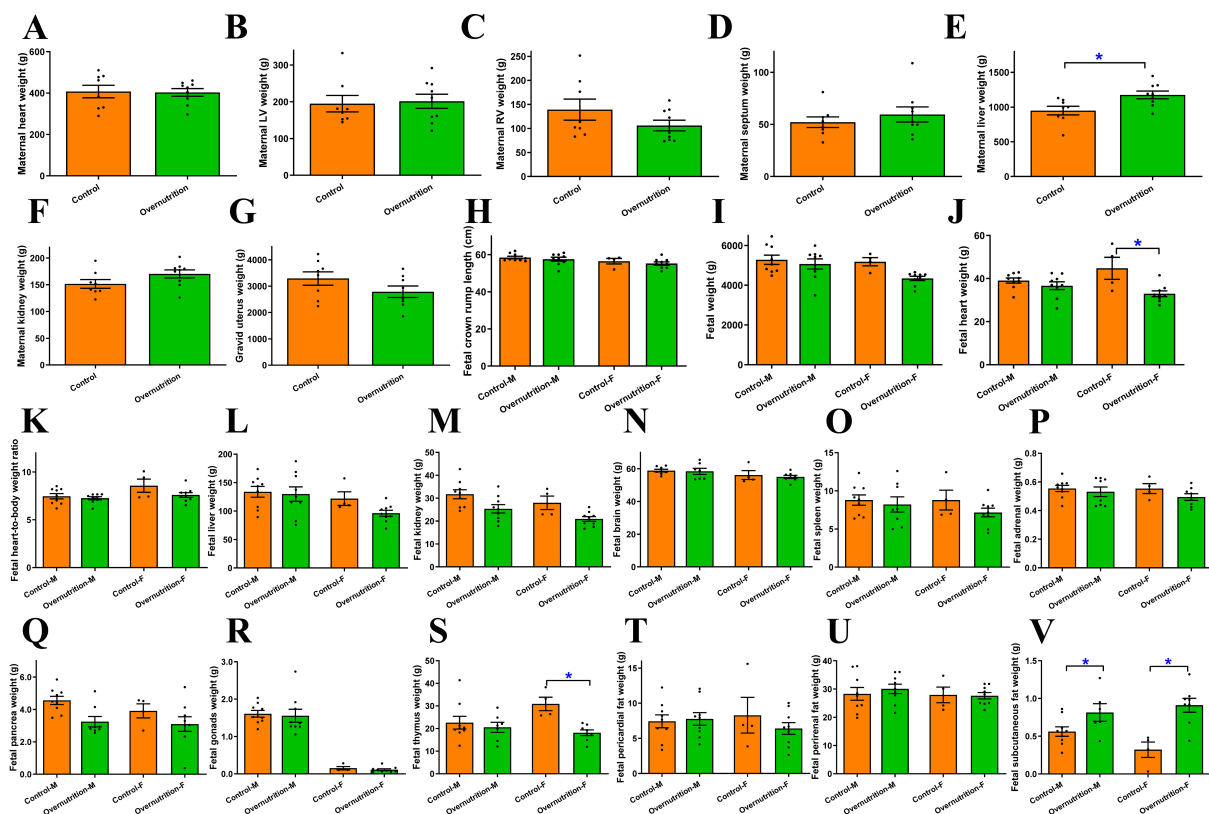 A
B
C
D
E
Maternal heart weight (g)
600
400
200
0
Control
Overnutrition
Maternal LV weight (g)
400
300
200
100
0
Control
Overnutrition
Maternal RV weight (g)
250
200
150
100
50
0
Control
Overnutrition
Maternal septum weight (g)
100
50
0
Control
Overnutrition
Maternal liver weight (g)
1500
1000
500
0
*
Control
Overnutrition
F
G
H
I
J
Maternal kidney weight (g)
200
150
100
50
0
Control
Overnutrition
Gravid uterus weight (g)
4000
3000
2000
1000
0
Control
Overnutrition
Fetal crown rump length (cm)
60
40
20
0
Control-M
Overnutrition-M
Control-F
Overnutrition-F
Fetal weight (g)
6000
4000
2000
0
Control-M
Overnutrition-M
Control-F
Overnutrition-F
Fetal heart weight (g)
60
40
20
0
*
Control-M
Overnutrition-M
Control-F
Overnutrition-F
K
L
M
N
O
P
Fetal heart-to-body weight ratio
10
5
0
Control-M
Overnutrition-M
Control-F
Overnutrition-F
Fetal liver weight (g)
200
150
100
50
0
Control-M
Overnutrition-M
Control-F
Overnutrition-F
Fetal kidney weight (g)
50
40
30
20
10
0
Control-M
Overnutrition-M
Control-F
Overnutrition-F
Fetal brain weight (g)
60
40
20
0
Control-M
Overnutrition-M
Control-F
Overnutrition-F
Fetal spleen weight (g)
15
10
5
0
Control-M
Overnutrition-M
Control-F
Overnutrition-F
Fetal adrenal weight (g)
0.8
0.6
0.4
0.2
0.0
Control-M
Overnutrition-M
Control-F
Overnutrition-F
Q
R
S
T
U
V
Fetal pancrea weight (g)
6.0
4.0
2.0
0.0
Control-M
Overnutrition-M
Control-F
Overnutrition-F
Fetal gonads weight (g)
3.0
2.0
1.0
0.0
Control-M
Overnutrition-M
Control-F
Overnutrition-F
Fetal thymus weight (g)
50
40
30
20
10
0
*
Control-M
Overnutrition-M
Control-F
Overnutrition-F
Fetal pericardial fat weight (g)
15
10
5
0
Control-M
Overnutrition-M
Control-F
Overnutrition-F
Fetal perirenal fat weight (g)
40
30
20
10
0
Control-M
Overnutrition-M
Control-F
Overnutrition-F
Fetal subcutaneous fat weight (g)
1.5
1.0
0.5
0.0
*
*
Control-M
Overnutrition-M
Control-F
Overnutrition-F